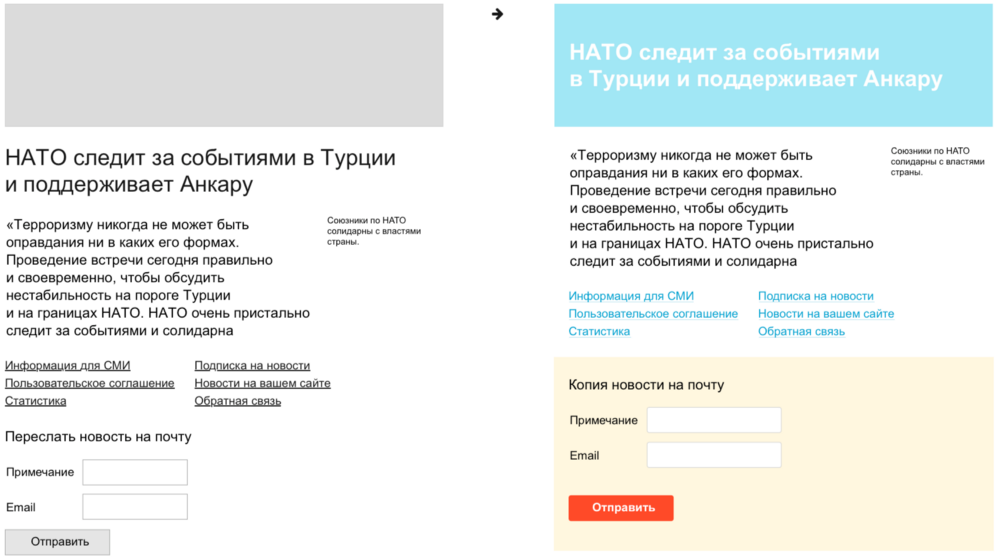 НАТО следит за событиями в Турции
и поддерживает Анкару
«Терроризму никогда не может быть
оправдания ни в каких его формах.
Проведение встречи сегодня правильно
и своевременно, чтобы обсудить
нестабильность на пороге Турции
и на границах НАТО. НАТО очень пристально
следит за событиями и солидарна
Союзники по НАТО
солидарны с властями
страны.
Информация для СМИ
Пользовательское соглашение
Статистика
Подписка на новости
Новости на вашем сайте
Обратная связь
Переслать новость на почту
Примечание
Email
Отправить
НАТО следит за событиями
в Турции и поддерживает Анкару
«Терроризму никогда не может быть
оправдания ни в каких его формах.
Проведение встречи сегодня правильно
и своевременно, чтобы обсудить
нестабильность на пороге Турции
и на границах НАТО. НАТО очень пристально
следит за событиями и солидарна
Союзники по НАТО
солидарны с властями
страны.
Информация для СМИ
Пользовательское соглашение
Статистика
Подписка на новости
Новости на вашем сайте
Обратная связь
Копия новости на почту
Примечание
Email
Отправить